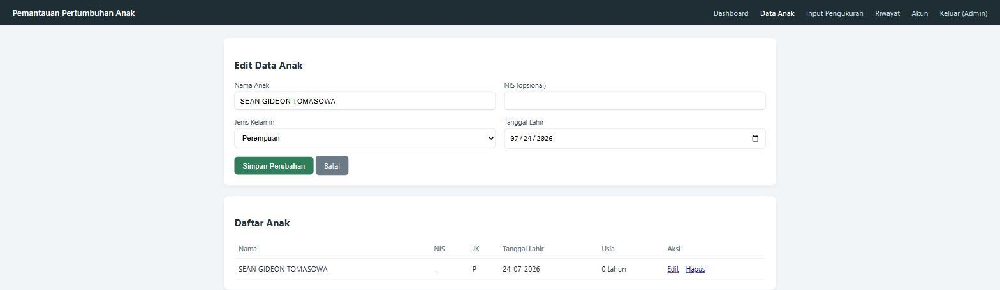 Pemantauan Pertumbuhan Anak Dashboard Data Anak Input Pengukuran Riwayat Akun Keluar (Admin)
Edit Data Anak
Nama Anak NIS (opsional)
SEAN GIDEON TOMASOWA
Jenis Kelamin Tanggal Lahir
Perempuan 07/24/2026
Simpan Perubahan Batal
Daftar Anak
Nama NIS JK Tanggal Lahir Usia Aksi
SEAN GIDEON TOMASOWA - P 24-07-2026 0 tahun Edit Hapus